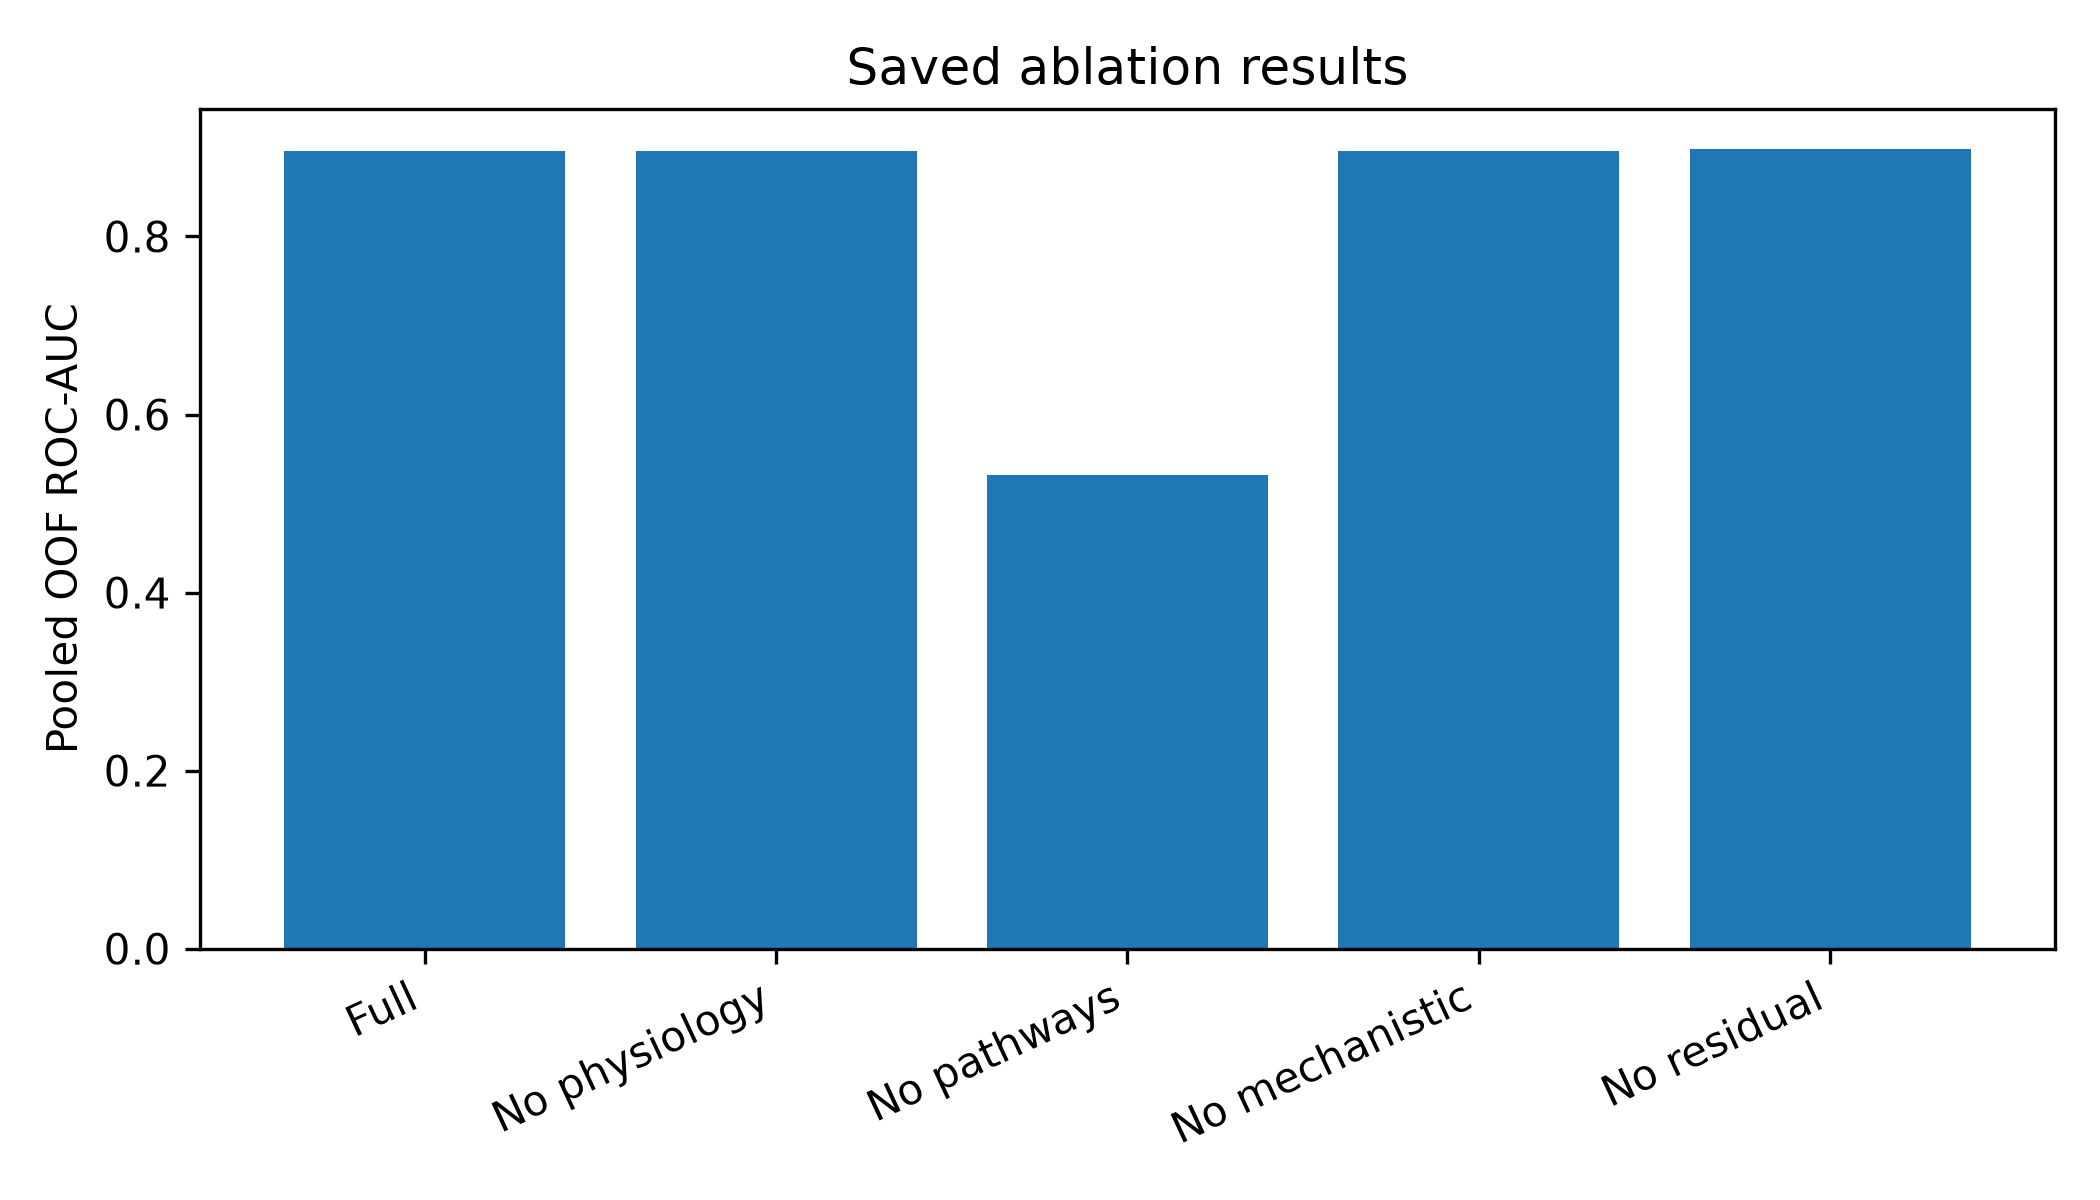 Saved ablation results
Pooled OOF ROC-AUC
0.8
0.6
0.4
0.2
0.0
Full
No physiology
No pathways
No mechanistic
No residual